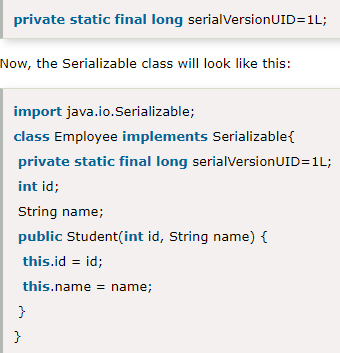 private static final long serialVersionUID=1L;
Now, the Serializable class will look like this:
import java.io.Serializable;
class Employee implements Serializable{
private static final long serialVersionUID=1L;
int id;
String name;
public Student(int id, String name) {
this.id = id;
this.name = name;
}
}